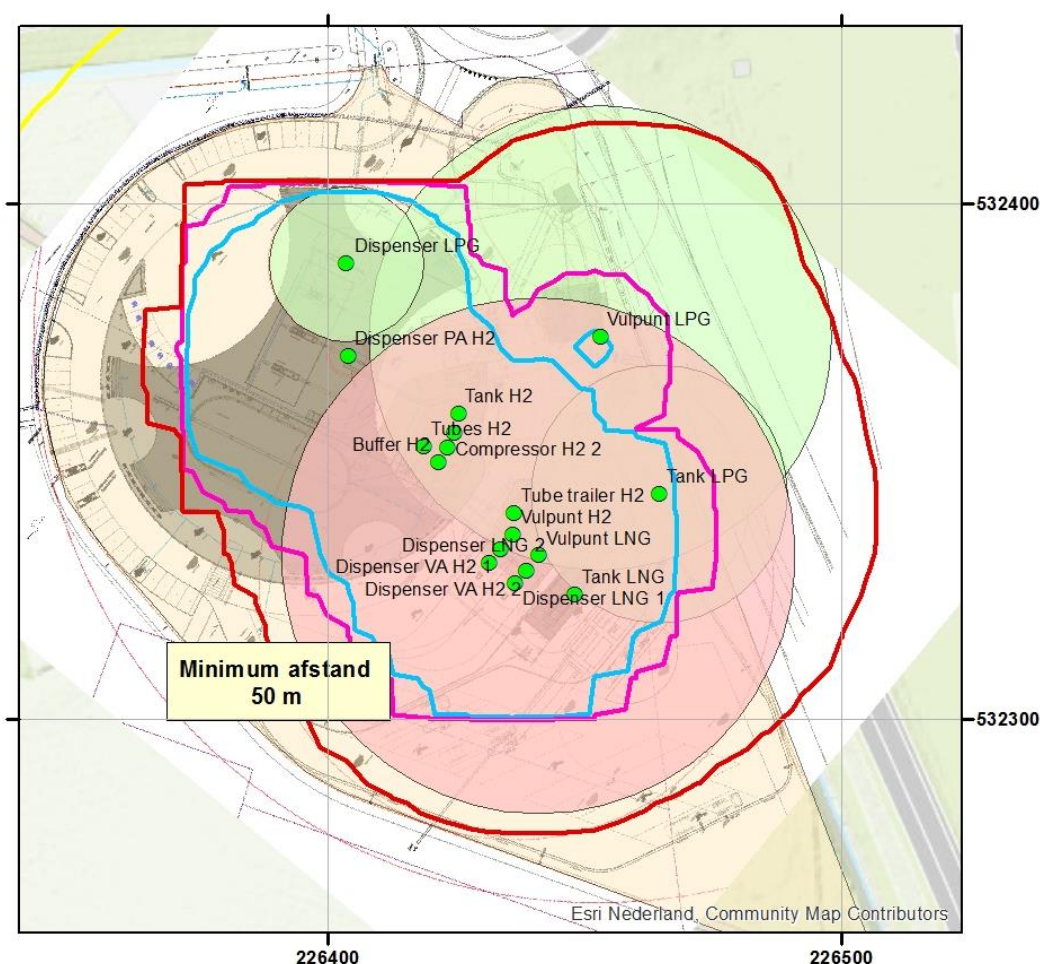 532400
Dispenser LPG
Vulpunt LPG
Dispenser PA H2
Tank H2
Tubes H2
Buffer H2
Compressor H2 2
Tank LPG
Tube trailer H2
Vulpunt H2
Vulpunt LNG
Dispenser LNG 2
Dispenser VA H2 1
Tank LNG
Dispenser VA H2 2
Dispenser LNG 1
Minimum afstand
50 m
532300
Esri Nederland, Community Map Contributors
226400
226500